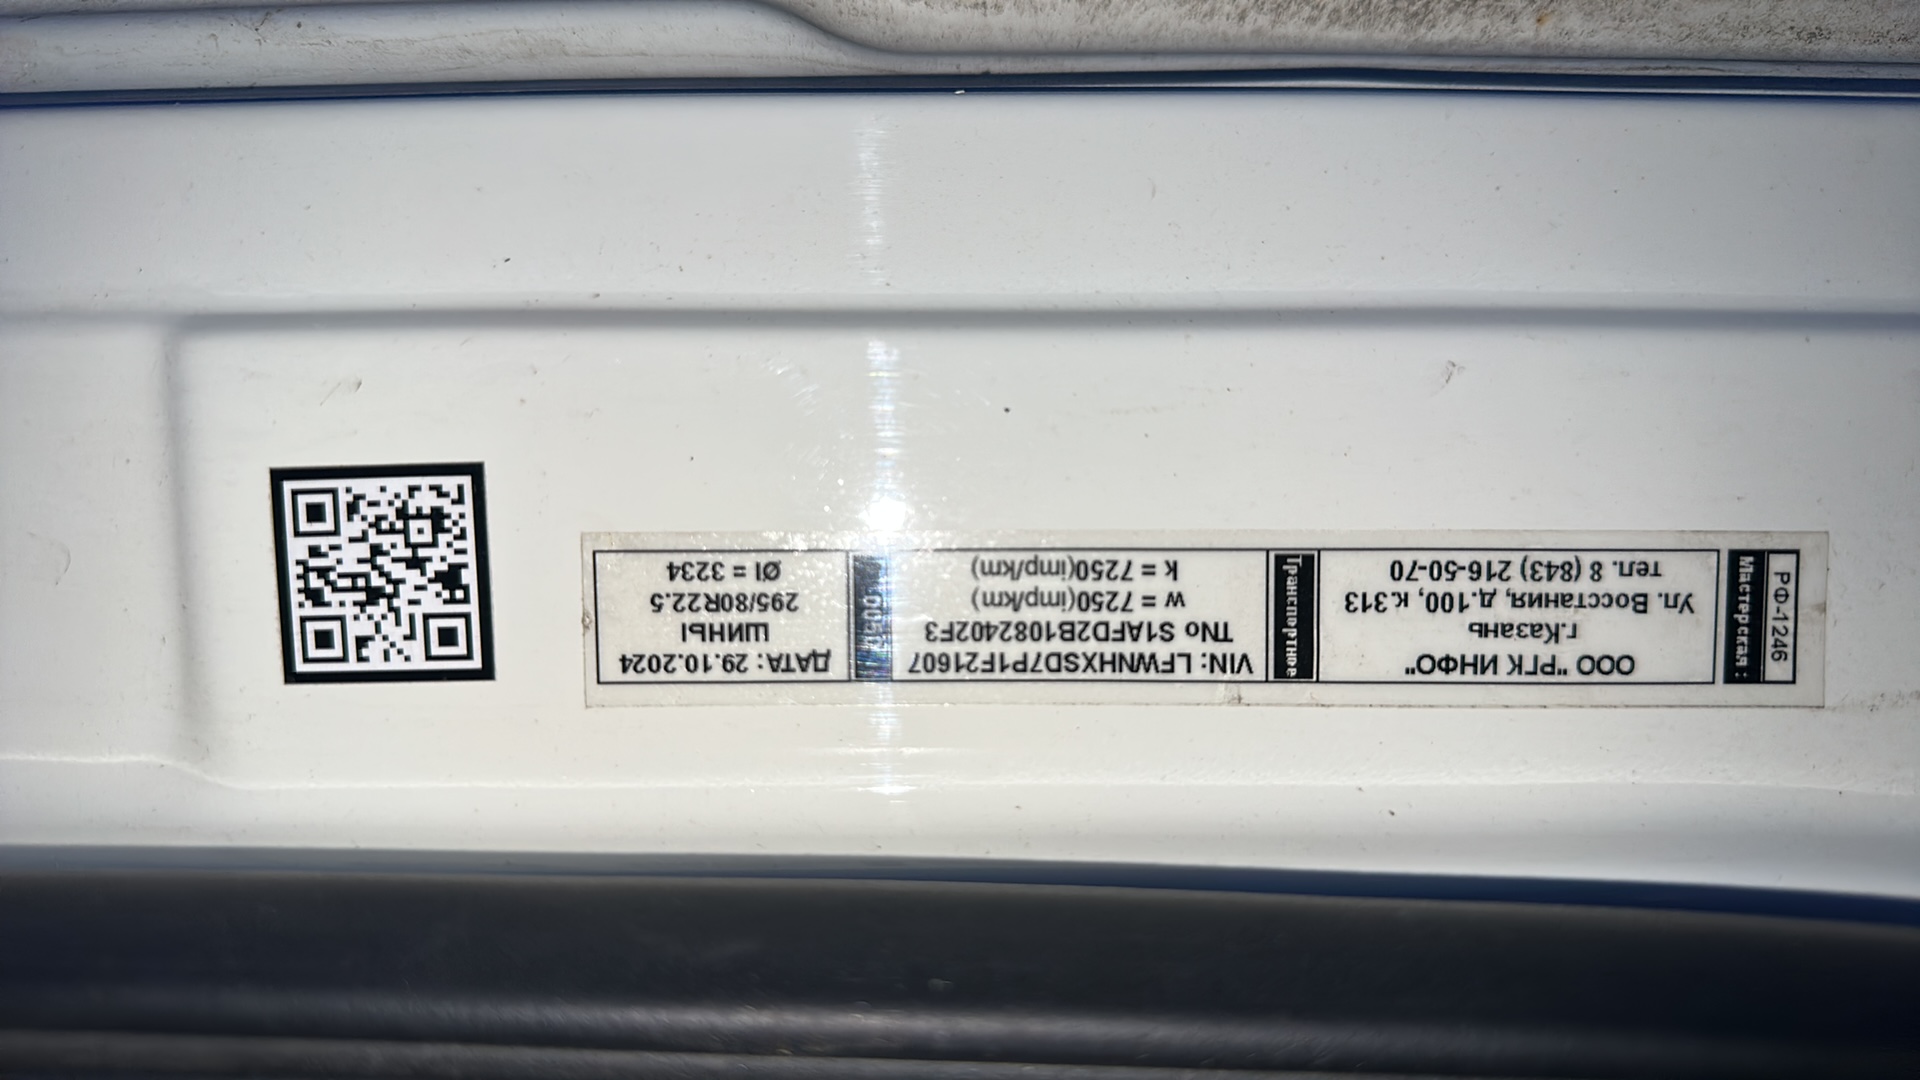 РФ-1246
Мастерская:
ООО "РГК ИНФО"
г.Казань
Ул. Восстания, д.100, к.313
тел. 8 (843) 216-50-70
Транспортное
VIN: LFWNHXSD7P1F21607
TNo S1AFD2B1082402F3
w = 7250(imp/km)
k = 7250(imp/km)
ДАТА: 29.10.2024
ШИНЫ
295/80R22.5
Øl = 3234